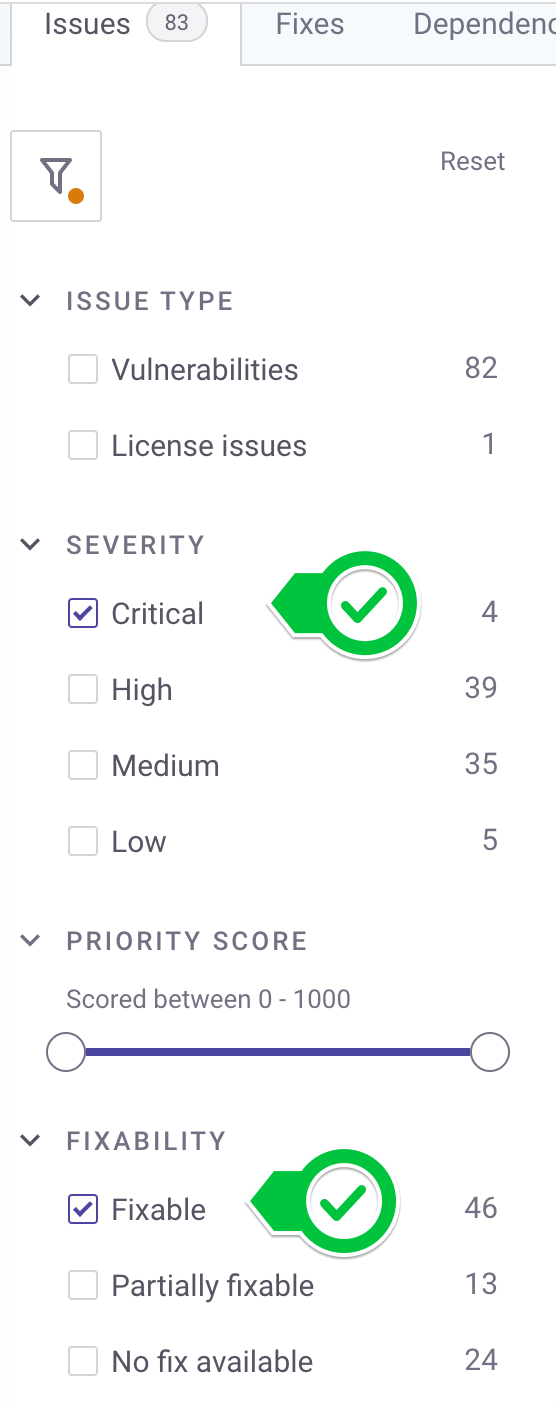 Issues 83 Fixes
Reset
ISSUE TYPE
Vulnerabilities 82
License issues 1
SEVERITY
Critical 4
High 39
Medium 35
Low 5
PRIORITY SCORE
Scored between 0 - 1000
FIXABILITY
Fixable 46
Partially fixable 13
No fix available 24